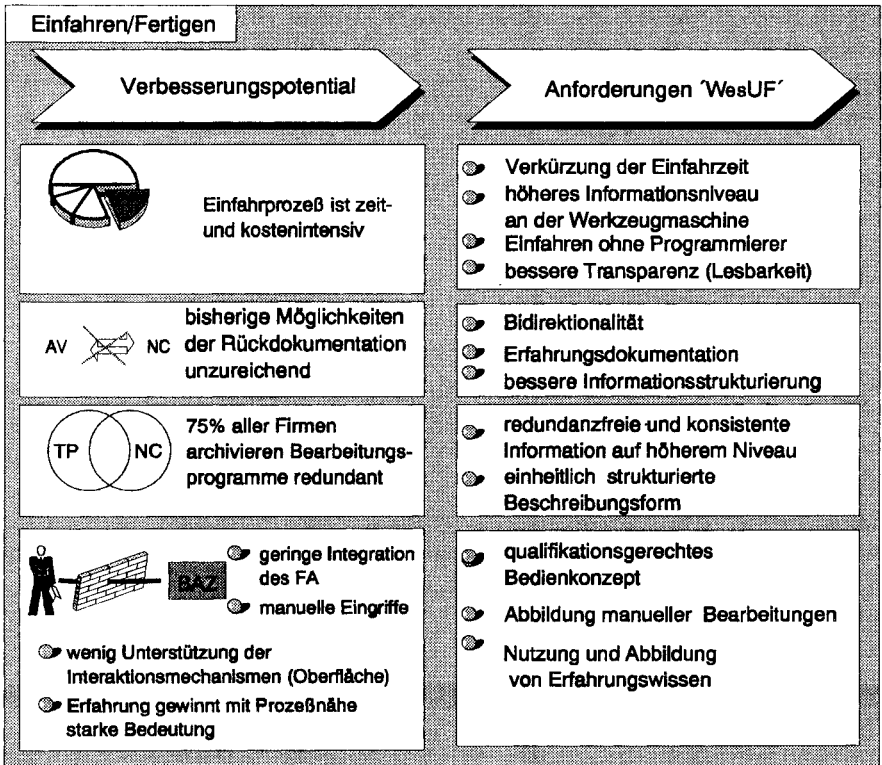 Einfahren/Fertigen
Verbesserungspotential
Anforderungen ´WesUF´
Einfahrprozeß ist zeit-
und kostenintensiv
Verkürzung der Einfahrzeit
höheres Informationsniveau
an der Werkzeugmaschine
Einfahren ohne Programmierer
bessere Transparenz (Lesbarkeit)
AV NC
bisherige Möglichkeiten
der Rückdokumentation
unzureichend
Bidirektionalität
Erfahrungsdokumentation
bessere Informationsstrukturierung
TP NC
75% aller Firmen
archivieren Bearbeitungs-
programme redundant
redundanzfreie und konsistente
Information auf höherem Niveau
einheitlich strukturierte
Beschreibungsform
BAZ
geringe Integration
des FA
manuelle Eingriffe
wenig Unterstützung der
Interaktionsmechanismen (Oberfläche)
Erfahrung gewinnt mit Prozeßnähe
starke Bedeutung
qualifikationsgerechtes
Bedienkonzept
Abbildung manueller Bearbeitungen
Nutzung und Abbildung
von Erfahrungswissen